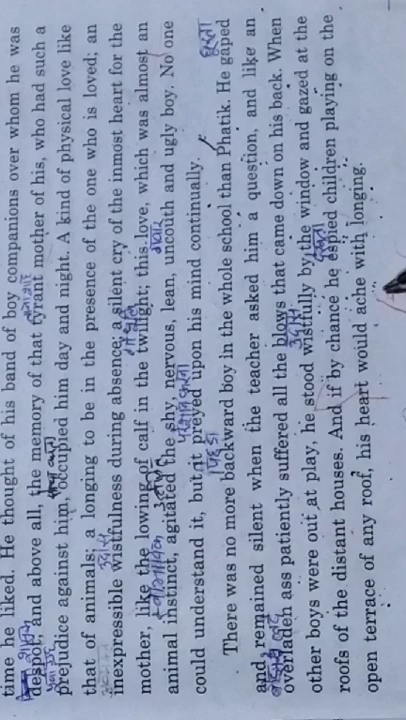 time he liked. He thought of his band of boy companions over whom he was
despot, and above all, the memory of that tyrant mother of his, who had such a
prejudice against him, occupied him day and night. A kind of physical love like
that of animals; a longing to be in the presence of the one who is loved; an
inexpressible wistfulness during absence; a silent cry of the inmost heart for the
mother, like the lowing of calf in the twilight; this love, which was almost an
animal instinct, agitated the shy, nervous, lean, uncouth and ugly boy. No one
could understand it, but it preyed upon his mind continually.
There was no more backward boy in the whole school than Phatik. He gaped
and remained silent when the teacher asked him a question, and like an
overladen ass patiently suffered all the blows that came down on his back. When
other boys were out at play, he stood wistfully by the window and gazed at the
roofs of the distant houses. And if by chance he espied children playing on the
open terrace of any roof, his heart would ache with longing.